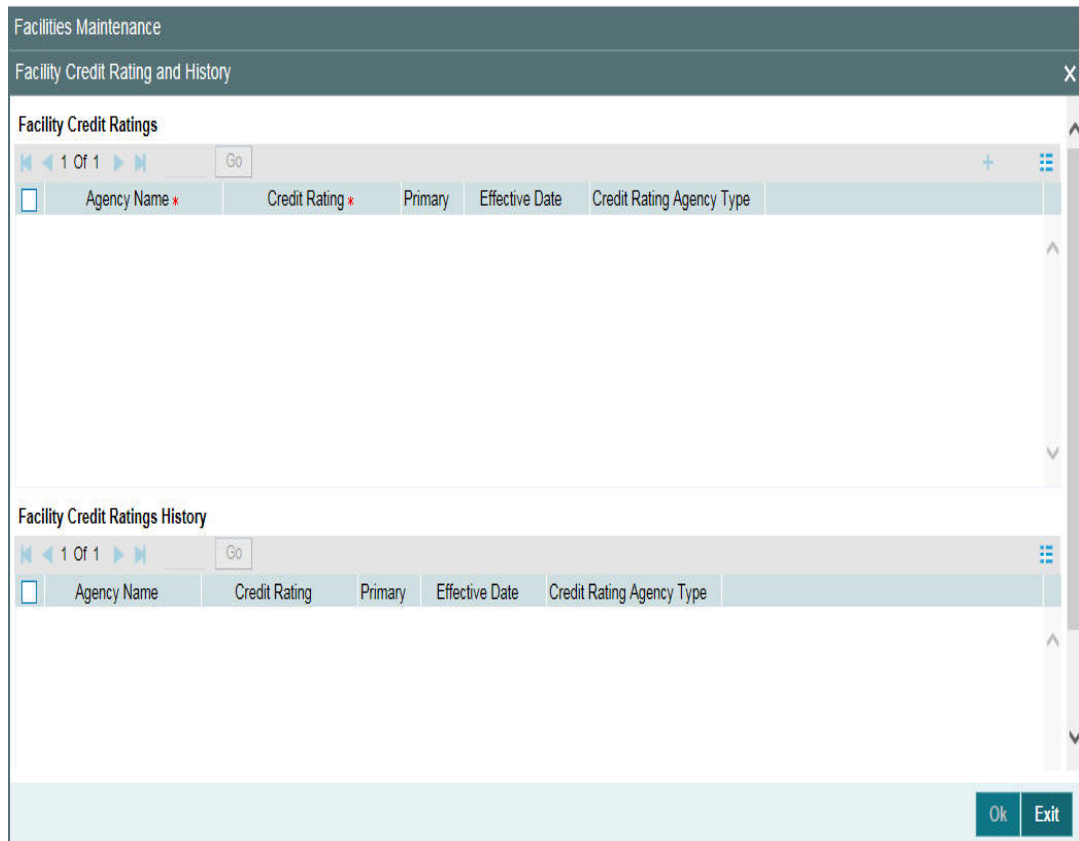 Facilities Maintenance
Facility Credit Rating and History X
Facility Credit Ratings
1 Of 1 Go +
Agency Name * Credit Rating * Primary Effective Date Credit Rating Agency Type
Facility Credit Ratings History
1 Of 1 Go
Agency Name Credit Rating Primary Effective Date Credit Rating Agency Type
Ok Exit